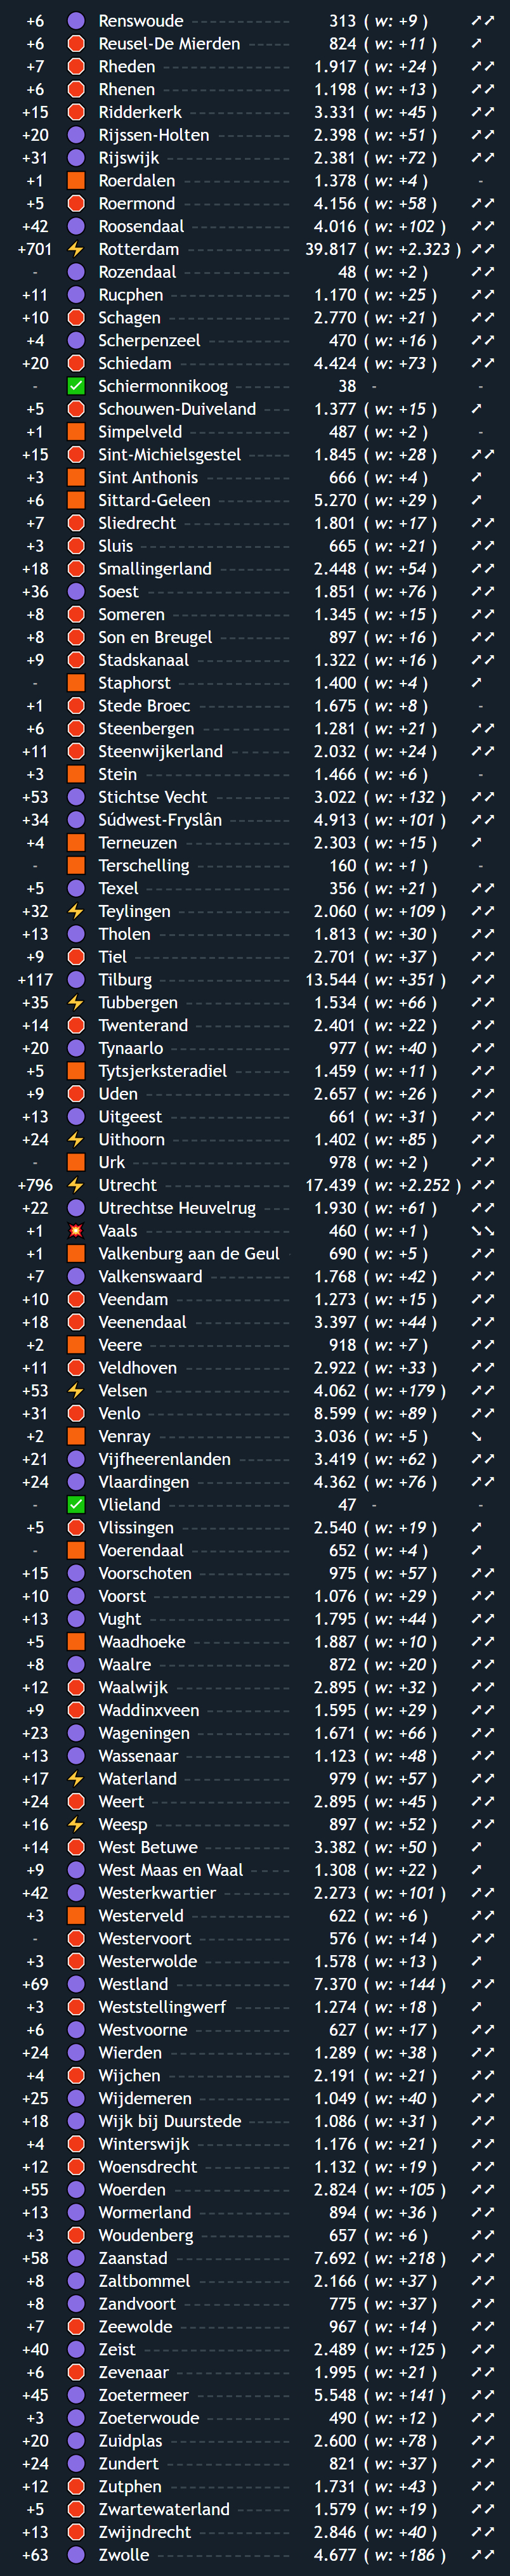 +6 Renswoude 313 ( w: +9 )
+6 Reusel-De Mierden 824 ( w: +11 )
+7 Rheden 1.917 ( w: +24 )
+6 Rhenen 1.198 ( w: +13 )
+15 Ridderkerk 3.331 ( w: +45 )
+20 Rijssen-Holten 2.398 ( w: +51 )
+31 Rijswijk 2.381 ( w: +72 )
+1 Roerdalen 1.378 ( w: +4 ) -
+5 Roermond 4.156 ( w: +58 )
+42 Roosendaal 4.016 ( w: +102 )
+701 Rotterdam 39.817 ( w: +2.323 )
- Rozendaal 48 ( w: +2 )
+11 Rucphen 1.170 ( w: +25 )
+10 Schagen 2.770 ( w: +21 )
+4 Scherpenzeel 470 ( w: +16 )
+20 Schiedam 4.424 ( w: +73 )
- Schiermonnikoog 38 - -
+5 Schouwen-Duiveland 1.377 ( w: +15 )
+1 Simpelveld 487 ( w: +2 ) -
+15 Sint-Michielsgestel 1.845 ( w: +28 )
+3 Sint Anthonis 666 ( w: +4 )
+6 Sittard-Geleen 5.270 ( w: +29 )
+7 Sliedrecht 1.801 ( w: +17 )
+3 Sluis 665 ( w: +21 )
+18 Smallingerland 2.448 ( w: +54 )
+36 Soest 1.851 ( w: +76 )
+8 Someren 1.345 ( w: +15 )
+8 Son en Breugel 897 ( w: +16 )
+9 Stadskanaal 1.322 ( w: +16 )
- Staphorst 1.400 ( w: +4 )
+1 Stede Broec 1.675 ( w: +8 ) -
+6 Steenbergen 1.281 ( w: +21 )
+11 Steenwijkerland 2.032 ( w: +24 )
+3 Stein 1.466 ( w: +6 ) -
+53 Stichtse Vecht 3.022 ( w: +132 )
+34 Súdwest-Fryslân 4.913 ( w: +101 )
+4 Terneuzen 2.303 ( w: +15 )
- Terschelling 160 ( w: +1 ) -
+5 Texel 356 ( w: +21 )
+32 Teylingen 2.060 ( w: +109 )
+13 Tholen 1.813 ( w: +30 )
+9 Tiel 2.701 ( w: +37 )
+117 Tilburg 13.544 ( w: +351 )
+35 Tubbergen 1.534 ( w: +66 )
+14 Twenterand 2.401 ( w: +22 )
+20 Tynaarlo 977 ( w: +40 )
+5 Tytsjerksteradiel 1.459 ( w: +11 )
+9 Uden 2.657 ( w: +26 )
+13 Uitgeest 661 ( w: +31 )
+24 Uithoorn 1.402 ( w: +85 )
- Urk 978 ( w: +2 )
+796 Utrecht 17.439 ( w: +2.252 )
+22 Utrechtse Heuvelrug 1.930 ( w: +61 )
+1 Vaals 460 ( w: +1 )
+1 Valkenburg aan de Geul 690 ( w: +5 )
+7 Valkenswaard 1.768 ( w: +42 )
+10 Veendam 1.273 ( w: +15 )
+18 Veenendaal 3.397 ( w: +44 )
+2 Veere 918 ( w: +7 )
+11 Veldhoven 2.922 ( w: +33 )
+53 Velsen 4.062 ( w: +179 )
+31 Venlo 8.599 ( w: +89 )
+2 Venray 3.036 ( w: +5 )
+21 Vijfheerenlanden 3.419 ( w: +62 )
+24 Vlaardingen 4.362 ( w: +76 )
- Vlieland 47 - -
+5 Vlissingen 2.540 ( w: +19 )
- Voerendaal 652 ( w: +4 )
+15 Voorschoten 975 ( w: +57 )
+10 Voorst 1.076 ( w: +29 )
+13 Vught 1.795 ( w: +44 )
+5 Waadhoeke 1.887 ( w: +10 )
+8 Waalre 872 ( w: +20 )
+12 Waalwijk 2.895 ( w: +32 )
+9 Waddinxveen 1.595 ( w: +29 )
+23 Wageningen 1.671 ( w: +66 )
+13 Wassenaar 1.123 ( w: +48 )
+17 Waterland 979 ( w: +57 )
+24 Weert 2.895 ( w: +45 )
+16 Weesp 897 ( w: +52 )
+14 West Betuwe 3.382 ( w: +50 )
+9 West Maas en Waal 1.308 ( w: +22 )
+42 Westerkwartier 2.273 ( w: +101 )
+3 Westerveld 622 ( w: +6 )
- Westervoort 576 ( w: +14 )
+3 Westerwolde 1.578 ( w: +13 )
+69 Westland 7.370 ( w: +144 )
+3 Weststellingwerf 1.274 ( w: +18 )
+6 Westvoorne 627 ( w: +17 )
+24 Wierden 1.289 ( w: +38 )
+4 Wijchen 2.191 ( w: +21 )
+25 Wijdemeren 1.049 ( w: +40 )
+18 Wijk bij Duurstede 1.086 ( w: +31 )
+4 Winterswijk 1.176 ( w: +21 )
+12 Woensdrecht 1.132 ( w: +19 )
+55 Woerden 2.824 ( w: +105 )
+13 Wormerland 894 ( w: +36 )
+3 Woudenberg 657 ( w: +6 )
+58 Zaanstad 7.692 ( w: +218 )
+8 Zaltbommel 2.166 ( w: +37 )
+8 Zandvoort 775 ( w: +37 )
+7 Zeewolde 967 ( w: +14 )
+40 Zeist 2.489 ( w: +125 )
+6 Zevenaar 1.995 ( w: +21 )
+45 Zoetermeer 5.548 ( w: +141 )
+3 Zoeterwoude 490 ( w: +12 )
+20 Zuidplas 2.600 ( w: +78 )
+24 Zundert 821 ( w: +37 )
+12 Zutphen 1.731 ( w: +43 )
+5 Zwartewaterland 1.579 ( w: +19 )
+13 Zwijndrecht 2.846 ( w: +40 )
+63 Zwolle 4.677 ( w: +186 )